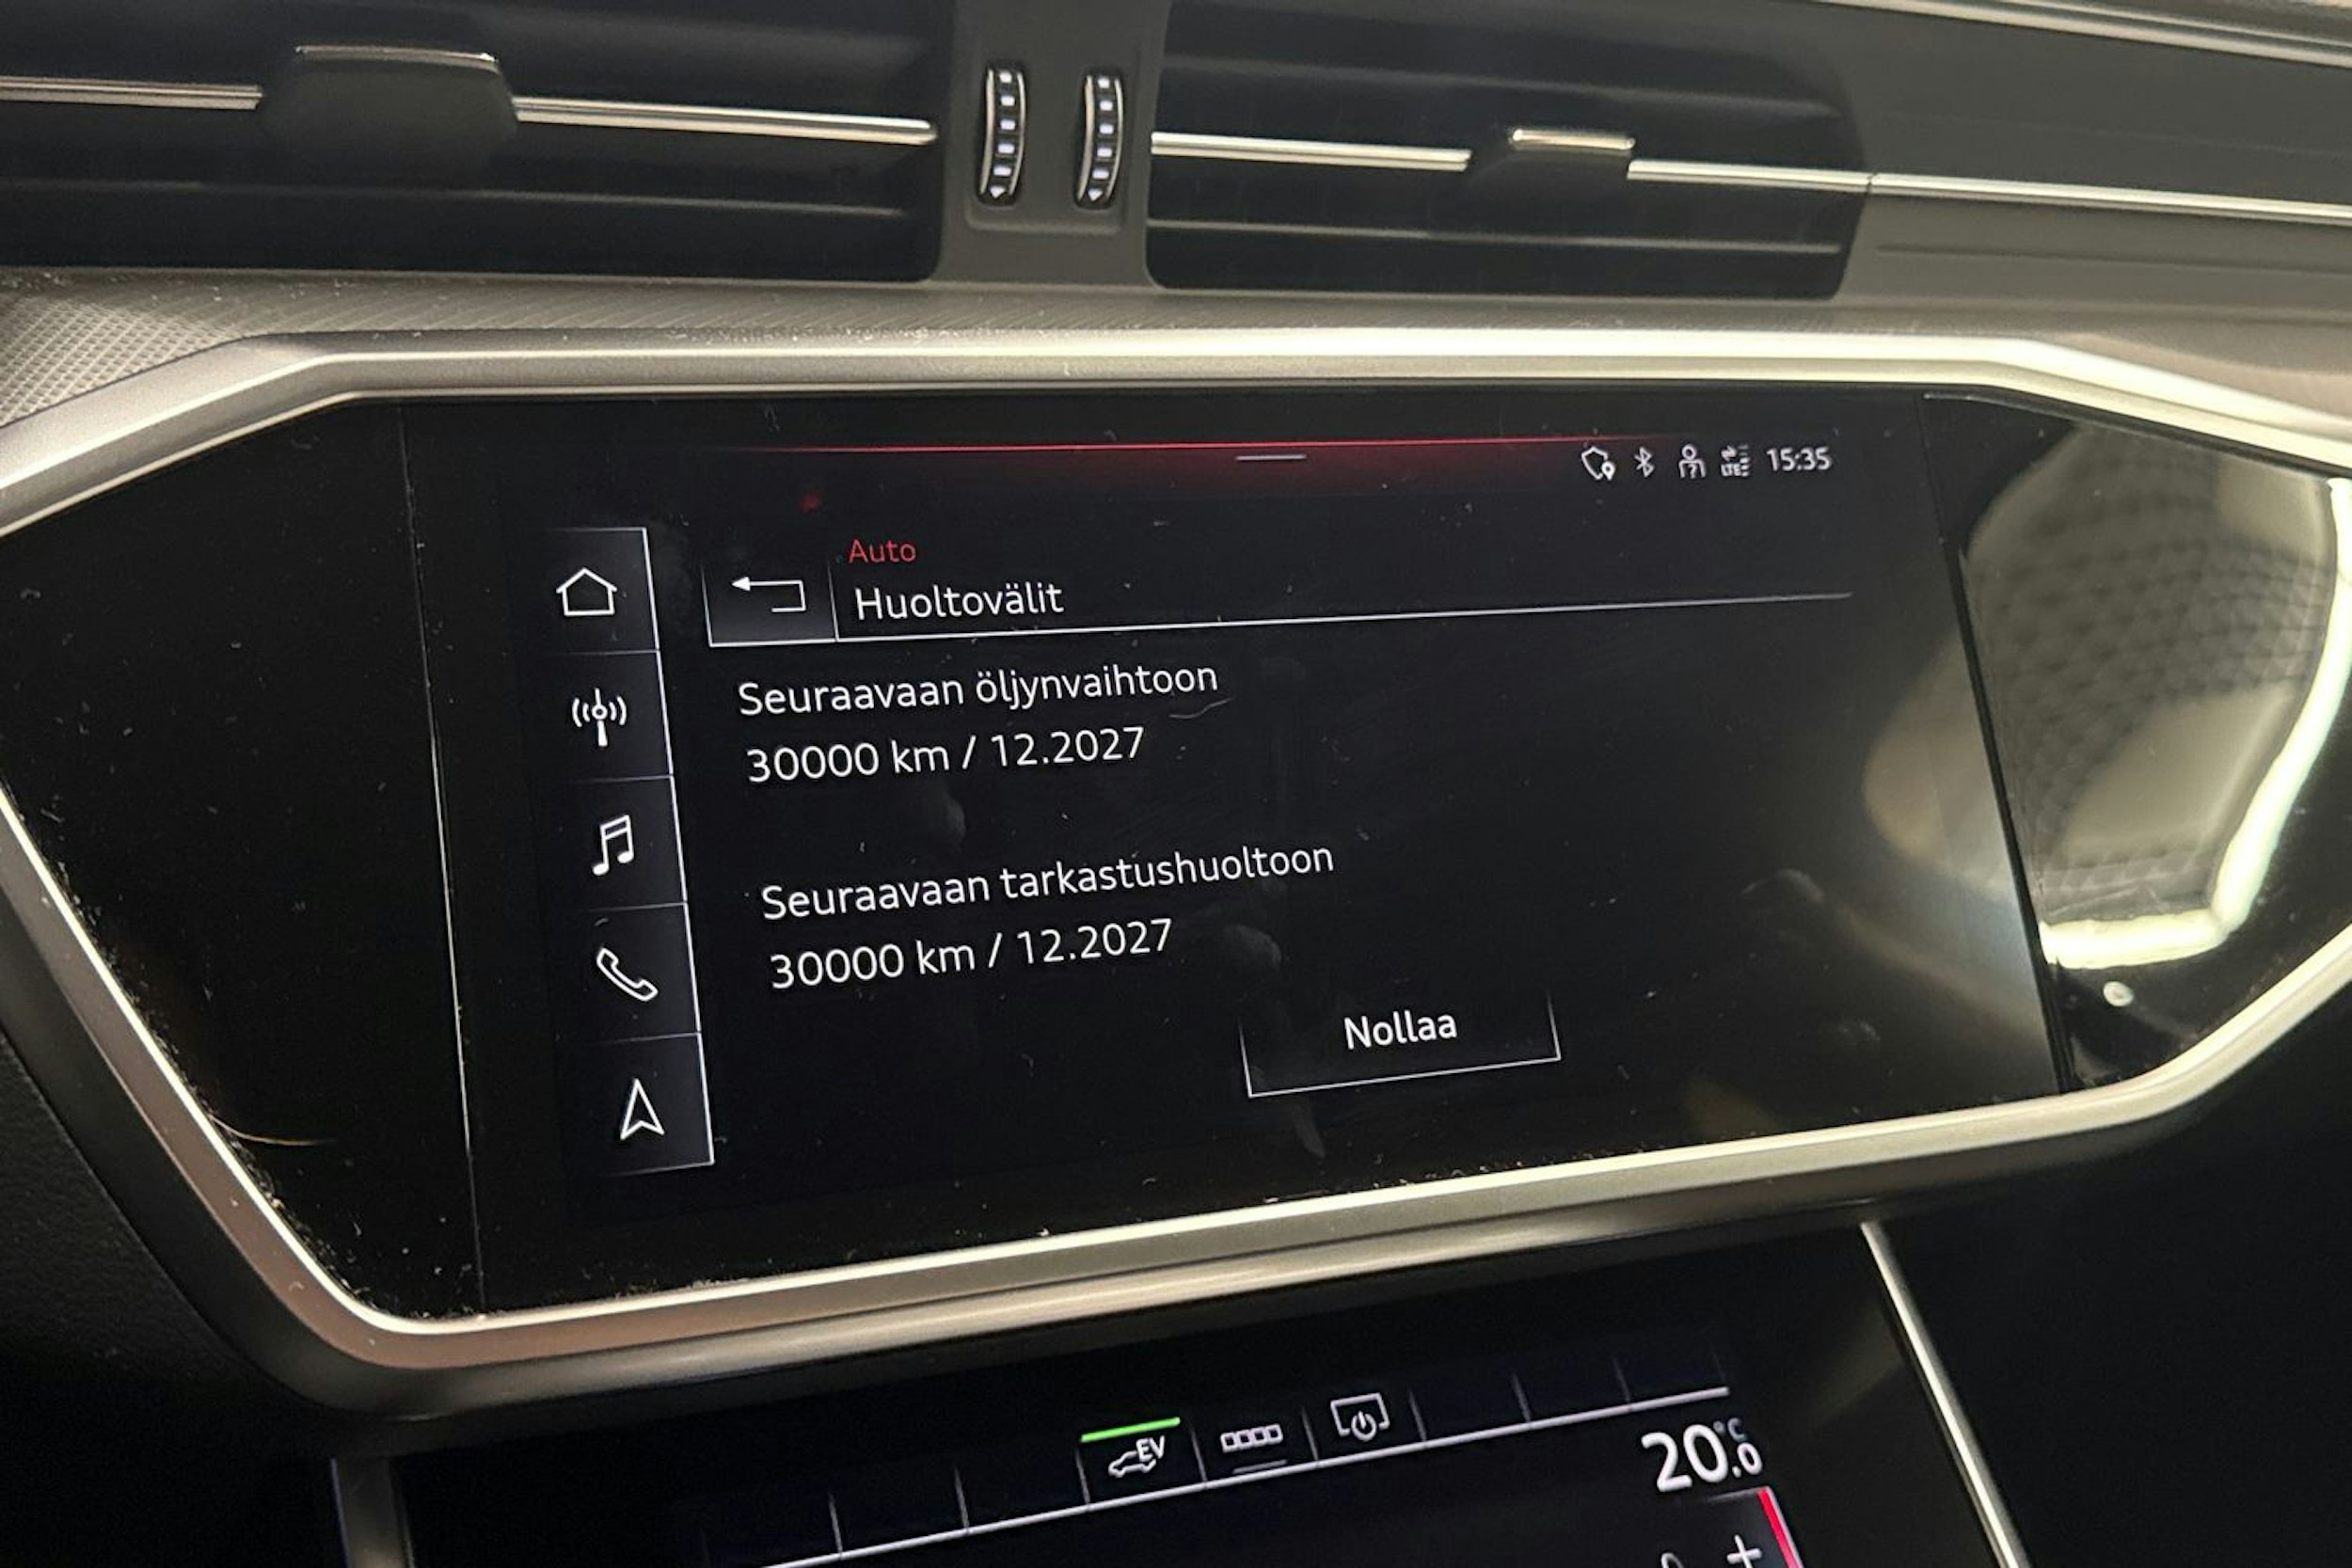 LTE 15:35
Auto
Huoltovälit
Seuraavaan öljynvaihtoon
30000 km / 12.2027
Seuraavaan tarkastushuoltoon
30000 km / 12.2027
Nollaa
EV
20.0 °C
+